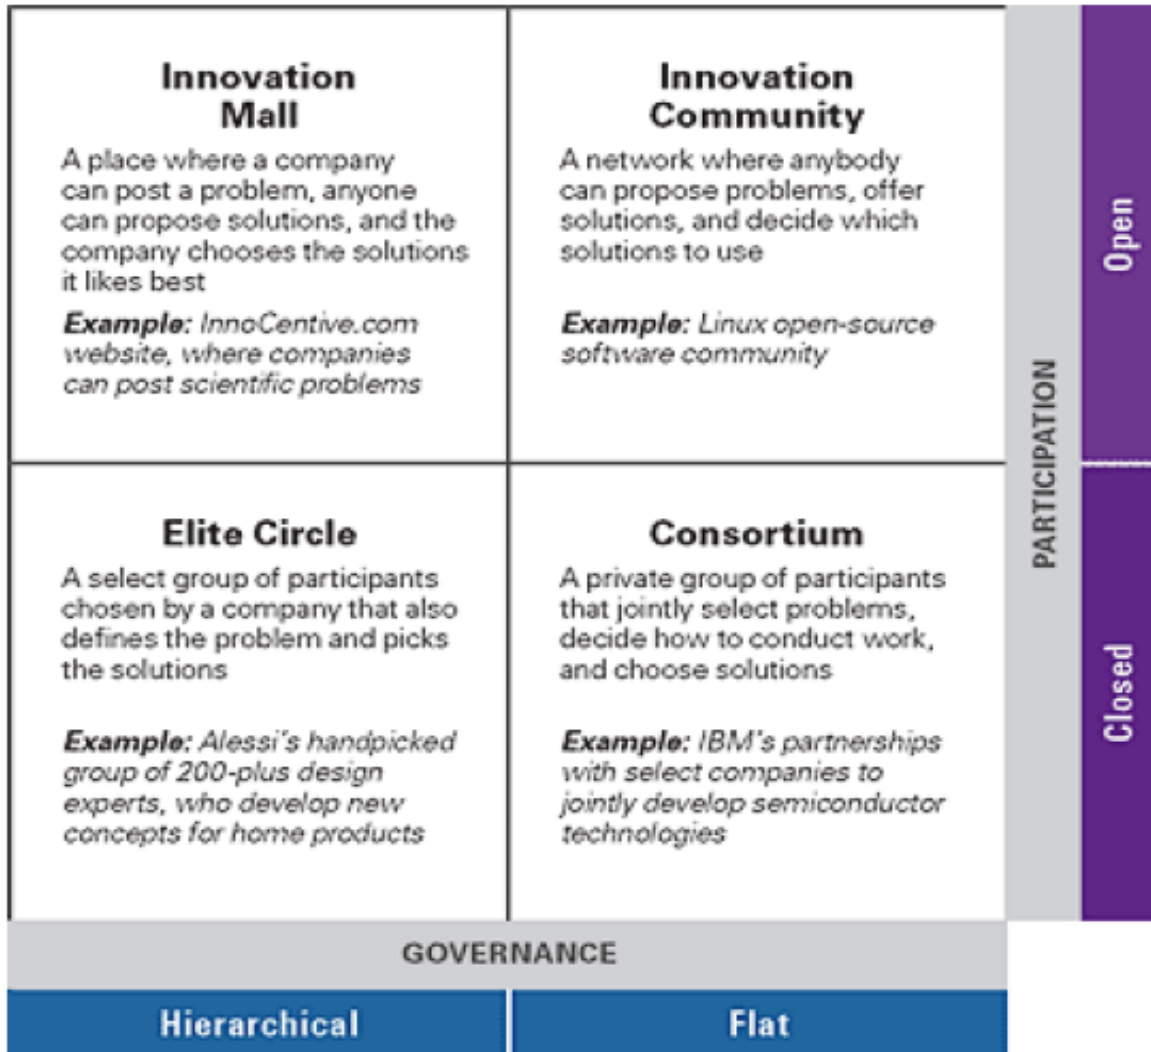 Innovation
Mall
A place where a company
can post a problem, anyone
can propose solutions, and the
company chooses the solutions
it likes best
Example: InnoCentive.com
website, where companies
can post scientific problems
Innovation
Community
A network where anybody
can propose problems, offer
solutions, and decide which
solutions to use
Example: Linux open-source
software community
Elite Circle
A select group of participants
chosen by a company that also
defines the problem and picks
the solutions
Example: Alessi's handpicked
group of 200-plus design
experts, who develop new
concepts for home products
Consortium
A private group of participants
that jointly select problems,
decide how to conduct work,
and choose solutions
Example: IBM's partnerships
with select companies to
jointly develop semiconductor
technologies
PARTICIPATION
Open
Closed
GOVERNANCE
Hierarchical
Flat